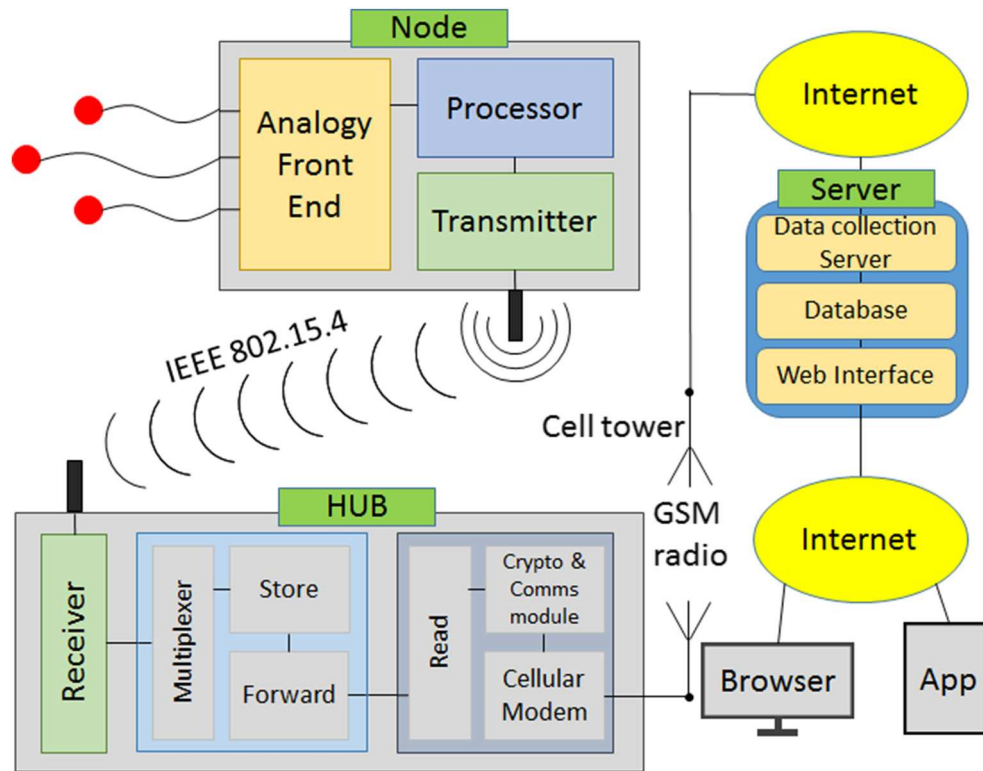 Node
Analogy
Front
End
Processor
Transmitter
IEEE 802.15.4
HUB
Receiver
Multiplexer
Store
Forward
Read
Crypto &
Comms
module
Cellular
Modem
Cell tower
GSM
radio
Internet
Server
Data collection
Server
Database
Web Interface
Internet
Browser
App